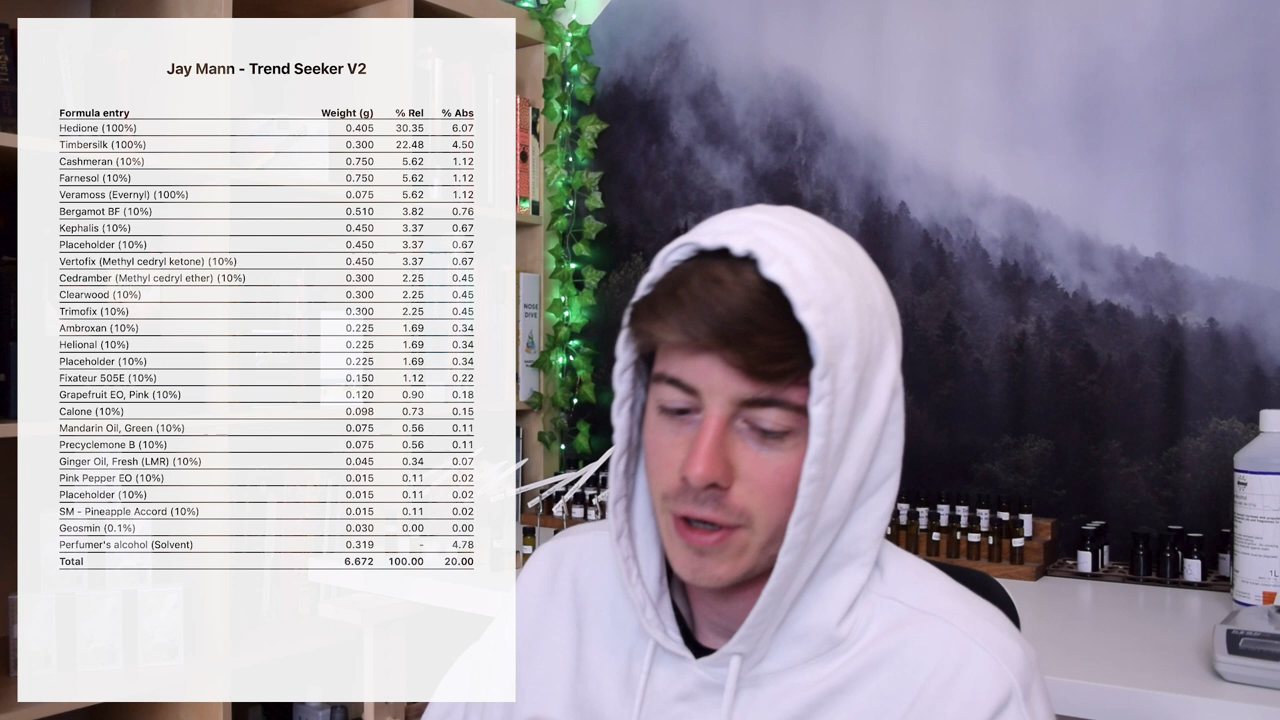 Jay Mann - Trend Seeker V2
Formula entry Weight (g) % Rel % Abs
Hedione (100%) 0.405 30.35 6.07
Timbersilk (100%) 0.300 22.48 4.50
Cashmeran (10%) 0.750 5.62 1.12
Farnesol (10%) 0.750 5.62 1.12
Veramoss (Evernyl) (100%) 0.075 5.62 1.12
Bergamot BF (10%) 0.510 3.82 0.76
Kephalis (10%) 0.450 3.37 0.67
Placeholder (10%) 0.450 3.37 0.67
Vertofix (Methyl cedryl ketone) (10%) 0.450 3.37 0.67
Cedramber (Methyl cedryl ether) (10%) 0.300 2.25 0.45
Clearwood (10%) 0.300 2.25 0.45
Trimofix (10%) 0.300 2.25 0.45
Ambroxan (10%) 0.225 1.69 0.34
Helional (10%) 0.225 1.69 0.34
Placeholder (10%) 0.225 1.69 0.34
Fixateur 505E (10%) 0.150 1.12 0.22
Grapefruit EO, Pink (10%) 0.120 0.90 0.18
Calone (10%) 0.098 0.73 0.15
Mandarin Oil, Green (10%) 0.075 0.56 0.11
Precyclemone B (10%) 0.075 0.56 0.11
Ginger Oil, Fresh (LMR) (10%) 0.045 0.34 0.07
Pink Pepper EO (10%) 0.015 0.11 0.02
Placeholder (10%) 0.015 0.11 0.02
SM - Pineapple Accord (10%) 0.015 0.11 0.02
Geosmin (0.1%) 0.030 0.00 0.00
Perfumer's alcohol (Solvent) 0.319 - 4.78
Total 6.672 100.00 20.00
NOSE
DIVE
1L